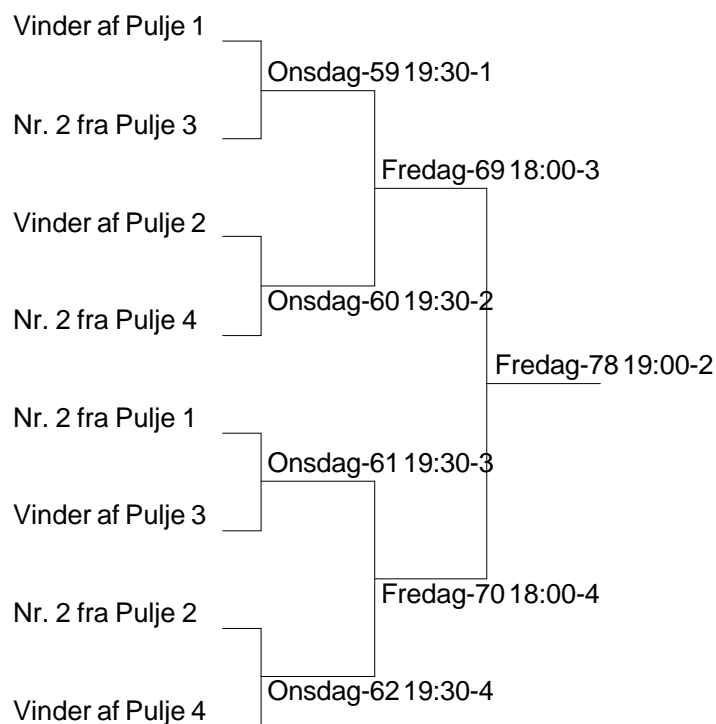 Vinder af Pulje 1
Onsdag-59 19:30-1
Nr. 2 fra Pulje 3
Fredag-69 18:00-3
Vinder af Pulje 2
Onsdag-60 19:30-2
Nr. 2 fra Pulje 4
Fredag-78 19:00-2
Nr. 2 fra Pulje 1
Onsdag-61 19:30-3
Vinder af Pulje 3
Fredag-70 18:00-4
Nr. 2 fra Pulje 2
Onsdag-62 19:30-4
Vinder af Pulje 4